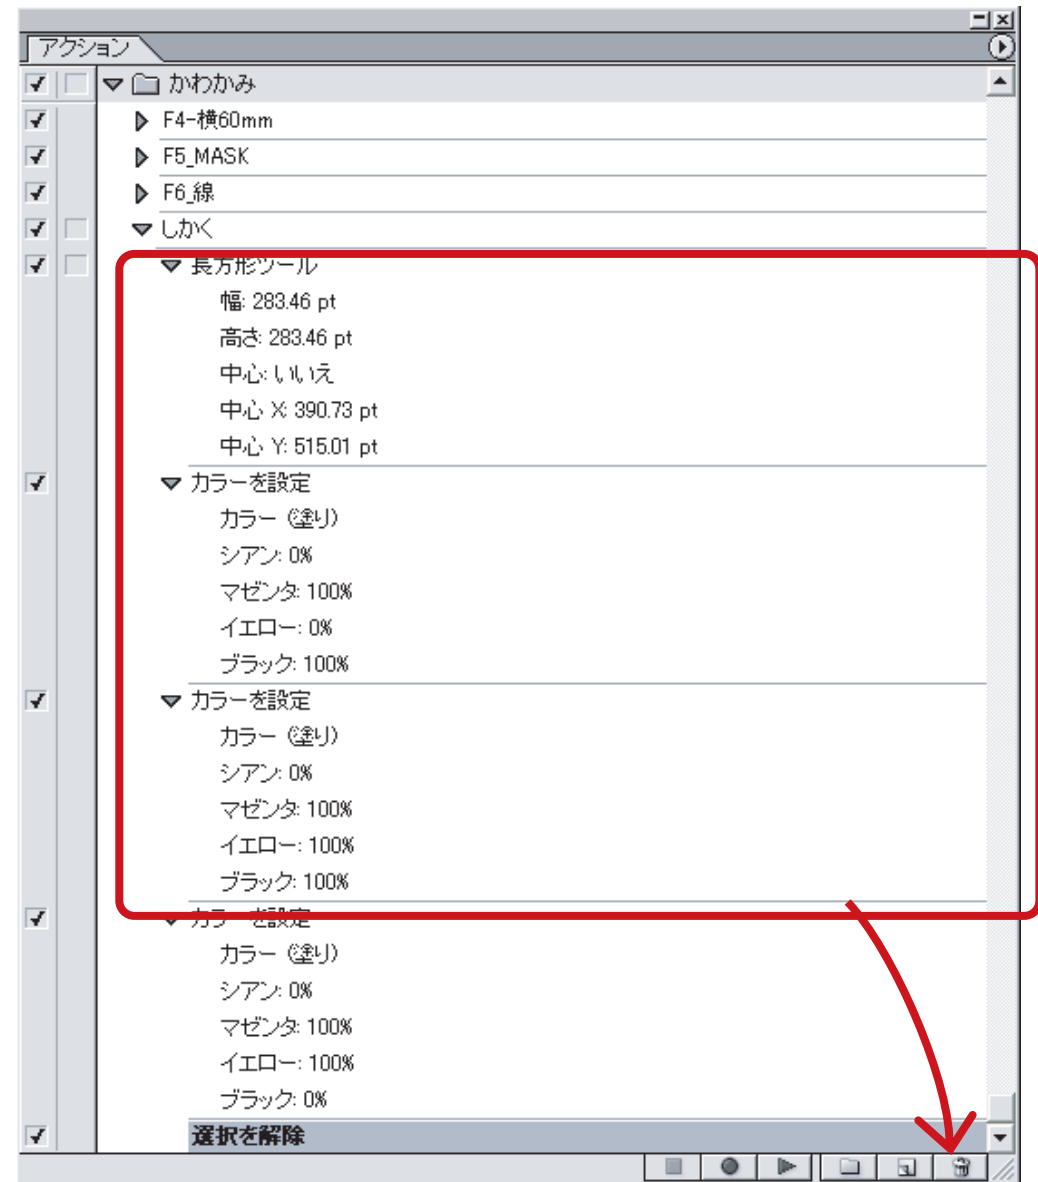 アクション
かわかみ
F4-横60mm
F5_MASK
F6_線
しかく
長方形ツール
幅: 283.46 pt
高さ: 283.46 pt
中心: いいえ
中心 X: 390.73 pt
中心 Y: 515.01 pt
カラーを設定
カラー (塗り)
シアン: 0%
マゼンタ: 100%
イエロー: 0%
ブラック: 100%
カラーを設定
カラー (塗り)
シアン: 0%
マゼンタ: 100%
イエロー: 100%
ブラック: 100%
カラーを設定
カラー (塗り)
シアン: 0%
マゼンタ: 100%
イエロー: 100%
ブラック: 0%
選択を解除